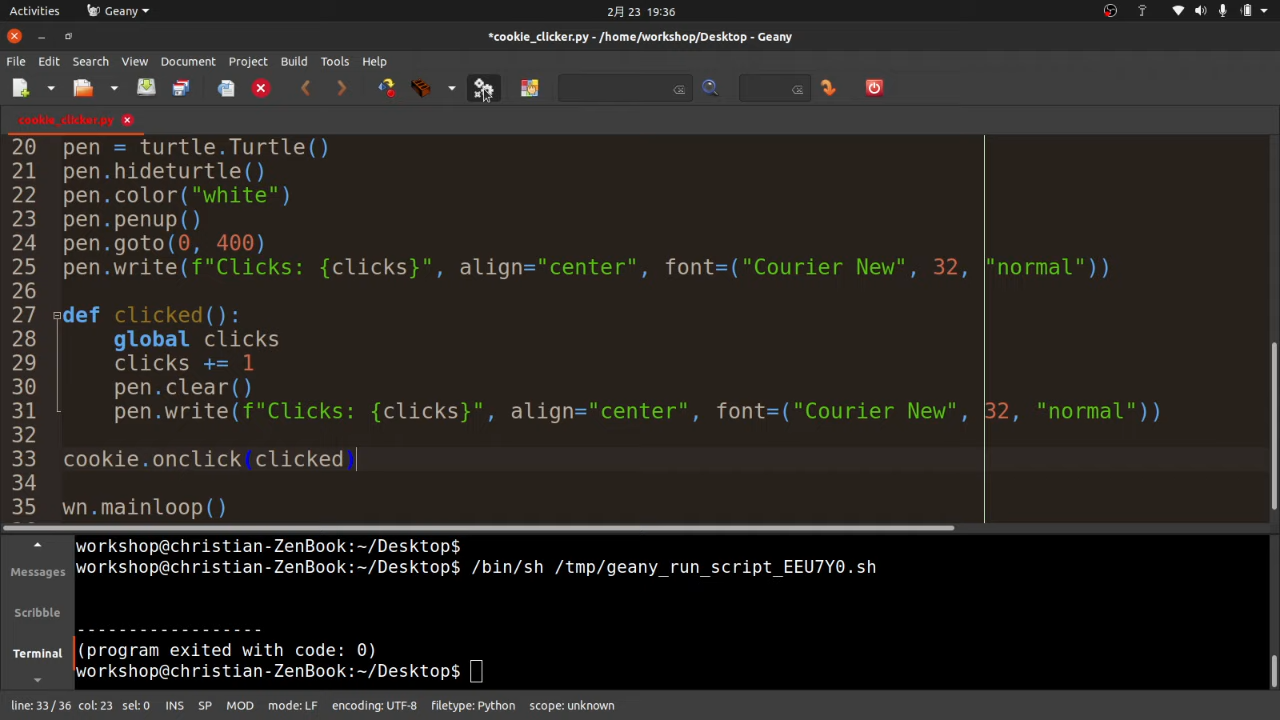 Activities
Geany
2月 23 19:36
*cookie_clicker.py - /home/workshop/Desktop - Geany
File Edit Search View Document Project Build Tools Help
cookie_clicker.py
20 pen = turtle.Turtle()
21 pen.hideturtle()
22 pen.color("white")
23 pen.penup()
24 pen.goto(0, 400)
25 pen.write(f"Clicks: {clicks}", align="center", font=("Courier New", 32, "normal"))
26
27 def clicked():
28 global clicks
29 clicks += 1
30 pen.clear()
31 pen.write(f"Clicks: {clicks}", align="center", font=("Courier New", 32, "normal"))
32
33 cookie.onclick(clicked)
34
35 wn.mainloop()
Messages
Scribble
Terminal
workshop@christian-ZenBook:~/Desktop$
workshop@christian-ZenBook:~/Desktop$ /bin/sh /tmp/geany_run_script_EEU7Y0.sh
------------------
(program exited with code: 0)
workshop@christian-ZenBook:~/Desktop$
line: 33 / 36 col: 23 sel: 0 INS SP MOD mode: LF encoding: UTF-8 filetype: Python scope: unknown